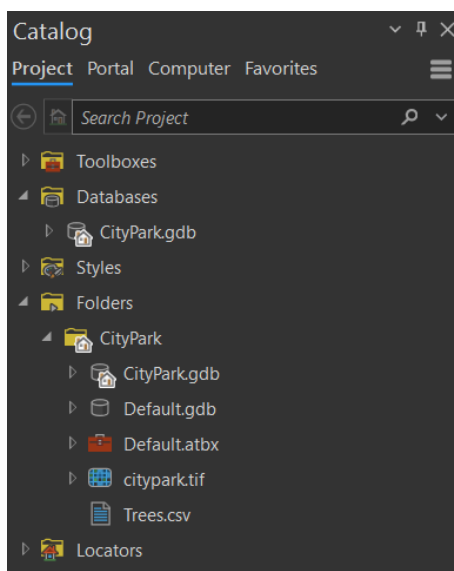 Catalog
Project Portal Computer Favorites
Search Project
Toolboxes
Databases
CityPark.gdb
Styles
Folders
CityPark
CityPark.gdb
Default.gdb
Default.atbx
citypark.tif
Trees.csv
Locators